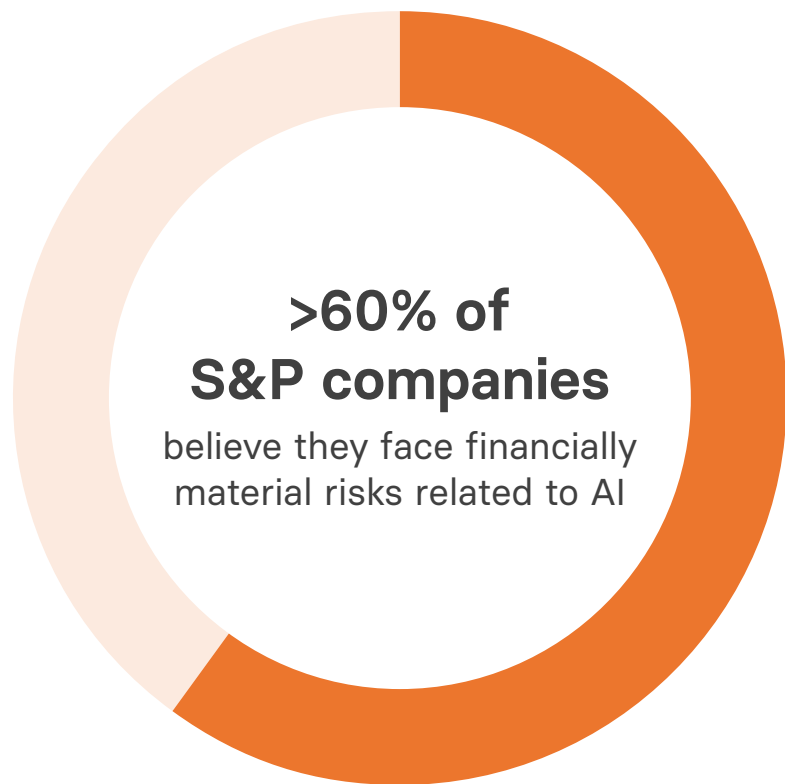 >60% of
S&P companies
believe they face financially
material risks related to AI